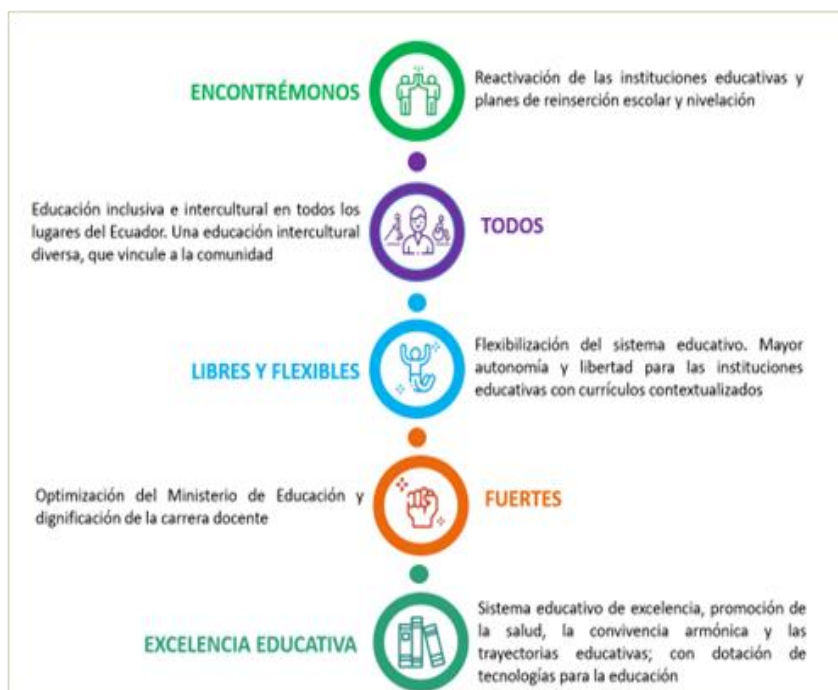 ENCONTRÉMONOS
Reactivación de las instituciones educativas y
planes de reinserción escolar y nivelación
Educación inclusiva e intercultural en todos los
lugares del Ecuador. Una educación intercultural
diversa, que vincule a la comunidad
TODOS
LIBRES Y FLEXIBLES
Flexibilización del sistema educativo. Mayor
autonomía y libertad para las instituciones
educativas con currículos contextualizados
Optimización del Ministerio de Educación y
dignificación de la carrera docente
FUERTES
EXCELENCIA EDUCATIVA
Sistema educativo de excelencia, promoción de
la salud, la convivencia armónica y las
trayectorias educativas; con dotación de
tecnologías para la educación